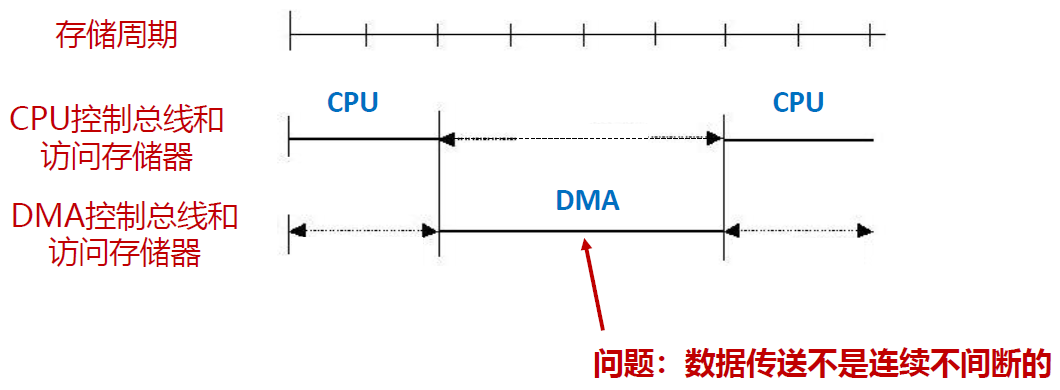 存储周期
CPU
CPU
CPU控制总线和
访问存储器
DMA
DMA控制总线和
访问存储器
问题：数据传送不是连续不间断的